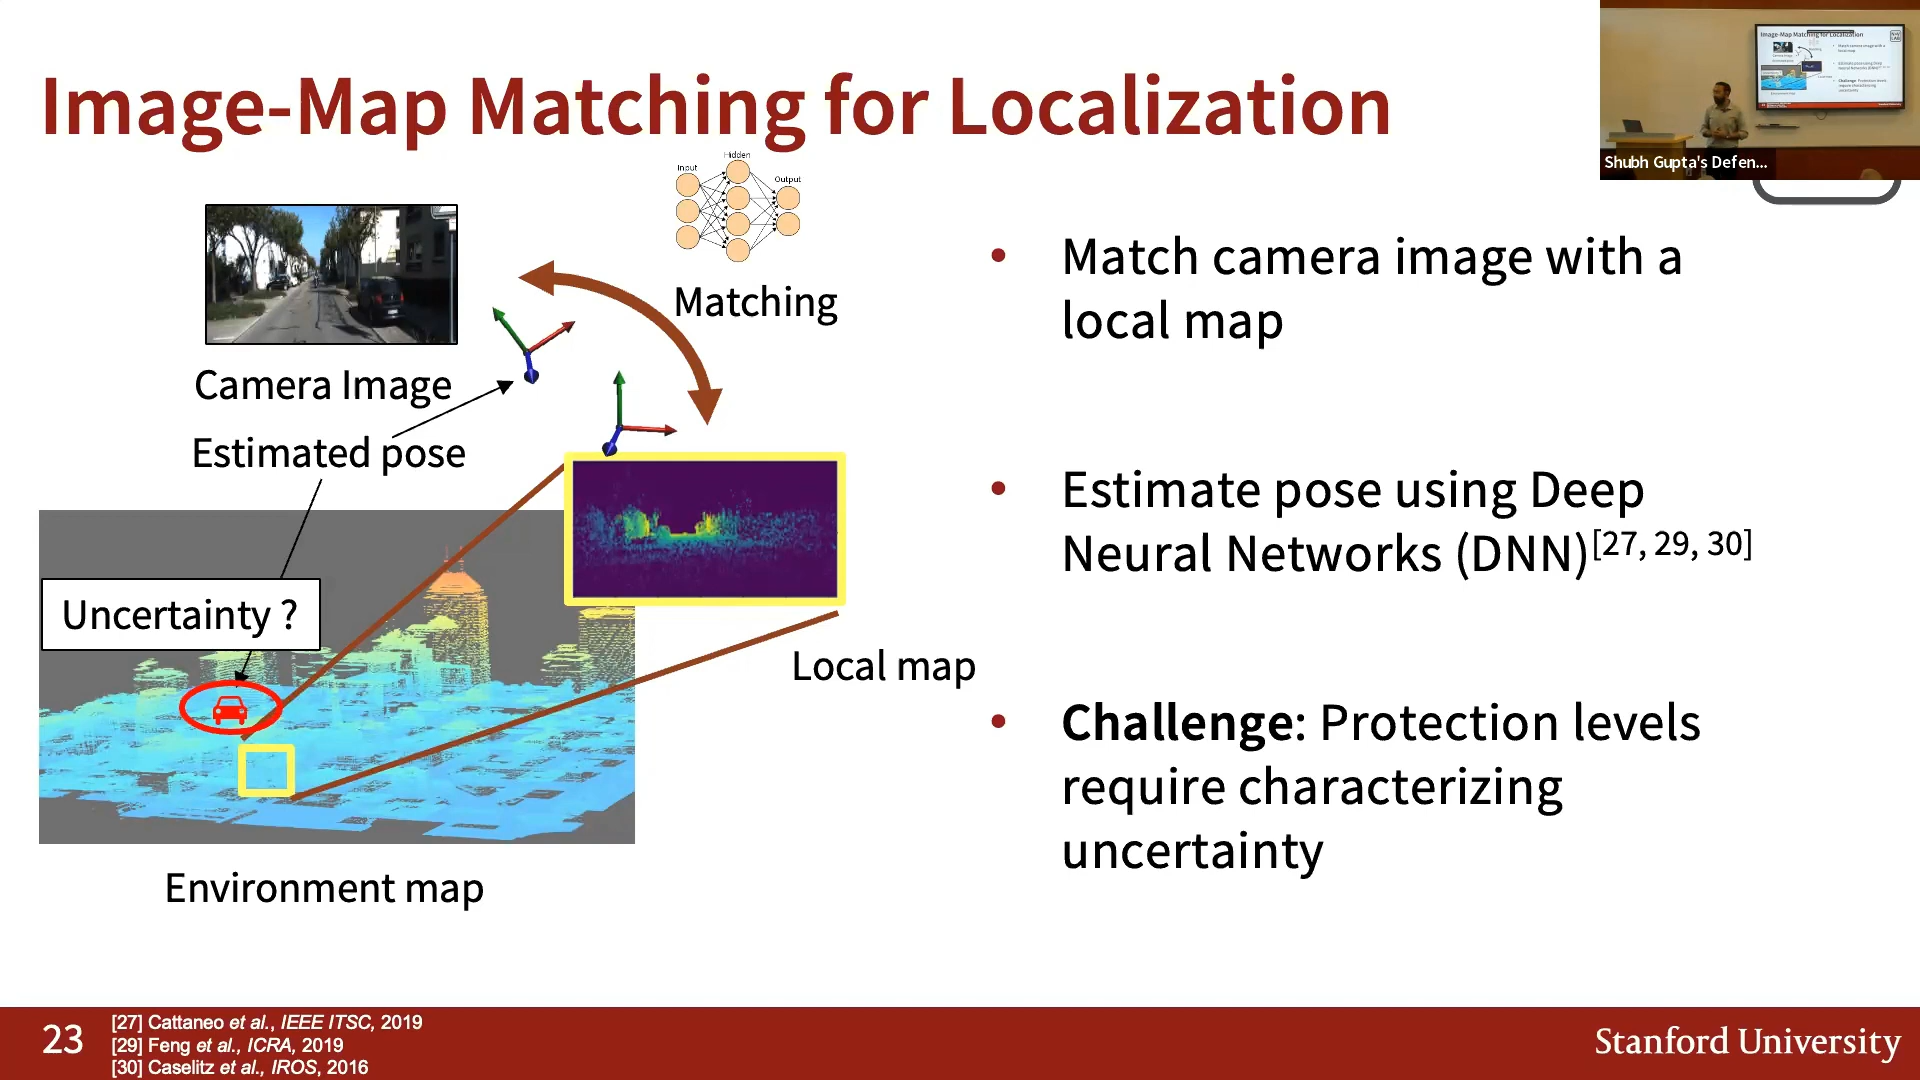 Image-Map Matching for Localization
Shubh Gupta's Defen...
Input
Hidden
Output
Matching
Camera Image
Estimated pose
Uncertainty ?
Local map
Environment map
• Match camera image with a
local map
• Estimate pose using Deep
Neural Networks (DNN)[27, 29, 30]
• Challenge: Protection levels
require characterizing
uncertainty
23
[27] Cattaneo et al., IEEE ITSC, 2019
[29] Feng et al., ICRA, 2019
[30] Caselitz et al., IROS, 2016
Stanford University